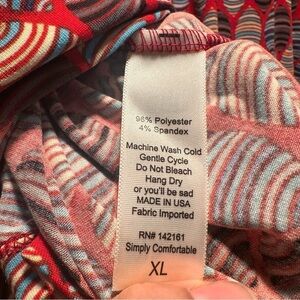 96% Polyester
4% Spandex
Machine Wash Cold
Gentle Cycle
Do Not Bleach
Hang Dry
or you'll be sad
MADE IN USA
Fabric Imported
RN# 142161
Simply Comfortable
XL